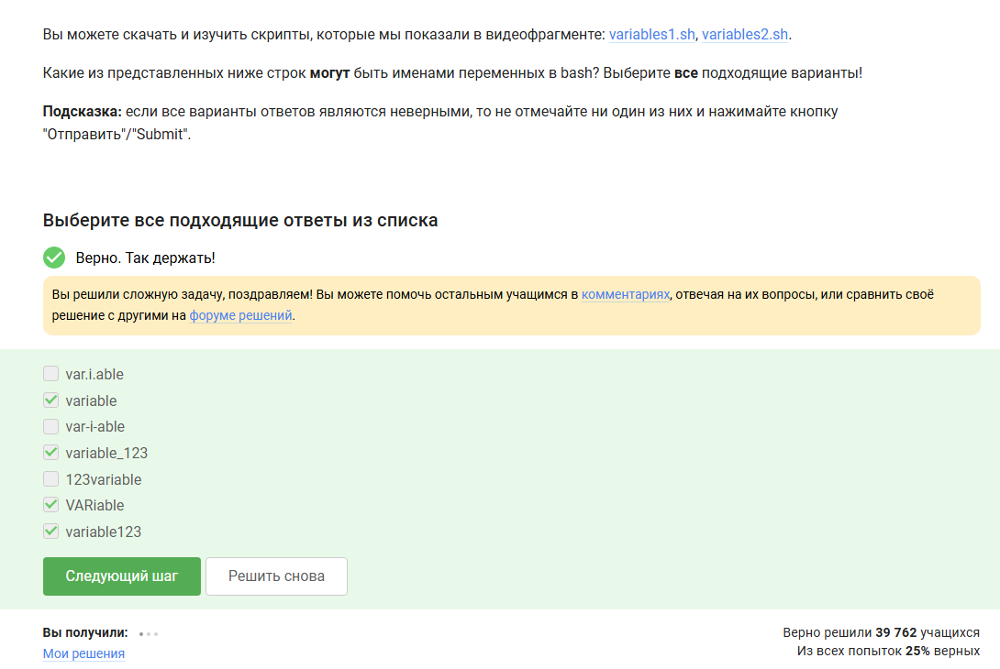 Вы можете скачать и изучить скрипты, которые мы показали в видеофрагменте: variables1.sh, variables2.sh.
Какие из представленных ниже строк могут быть именами переменных в bash? Выберите все подходящие варианты!
Подсказка: если все варианты ответов являются неверными, то не отмечайте ни один из них и нажимайте кнопку
"Отправить"/"Submit".
Выберите все подходящие ответы из списка
Верно. Так держать!
Вы решили сложную задачу, поздравляем! Вы можете помочь остальным учащимся в комментариях, отвечая на их вопросы, или сравнить своё
решение с другими на форуме решений.
var.i.able
variable
var-i-able
variable_123
123variable
VARiable
variable123
Следующий шаг Решить снова
Вы получили: Верно решили 39 762 учащихся
Мои решения Из всех попыток 25% верных